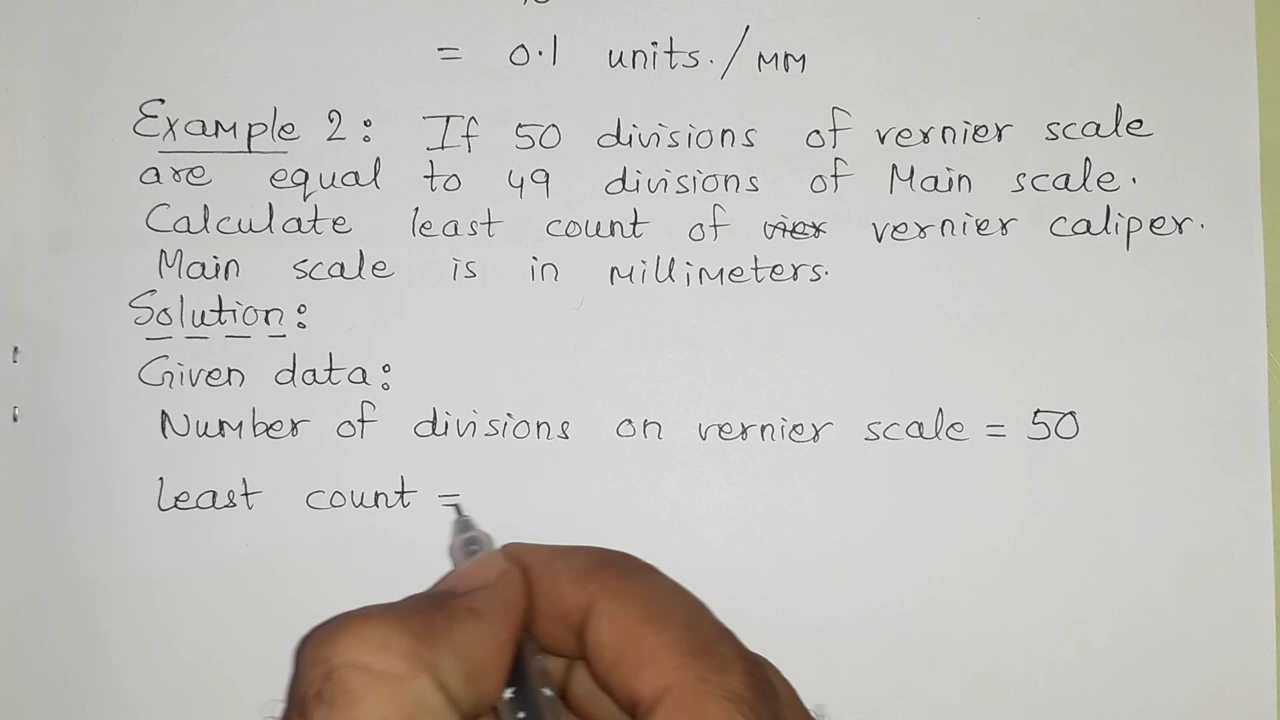 = 0.1 units./MM
Example 2: If 50 divisions of vernier scale
are equal to 49 divisions of Main scale.
Calculate least count of vernier caliper.
Main scale is in millimeters.
Solution:
Given data:
Number of divisions on vernier scale = 50
Least count =